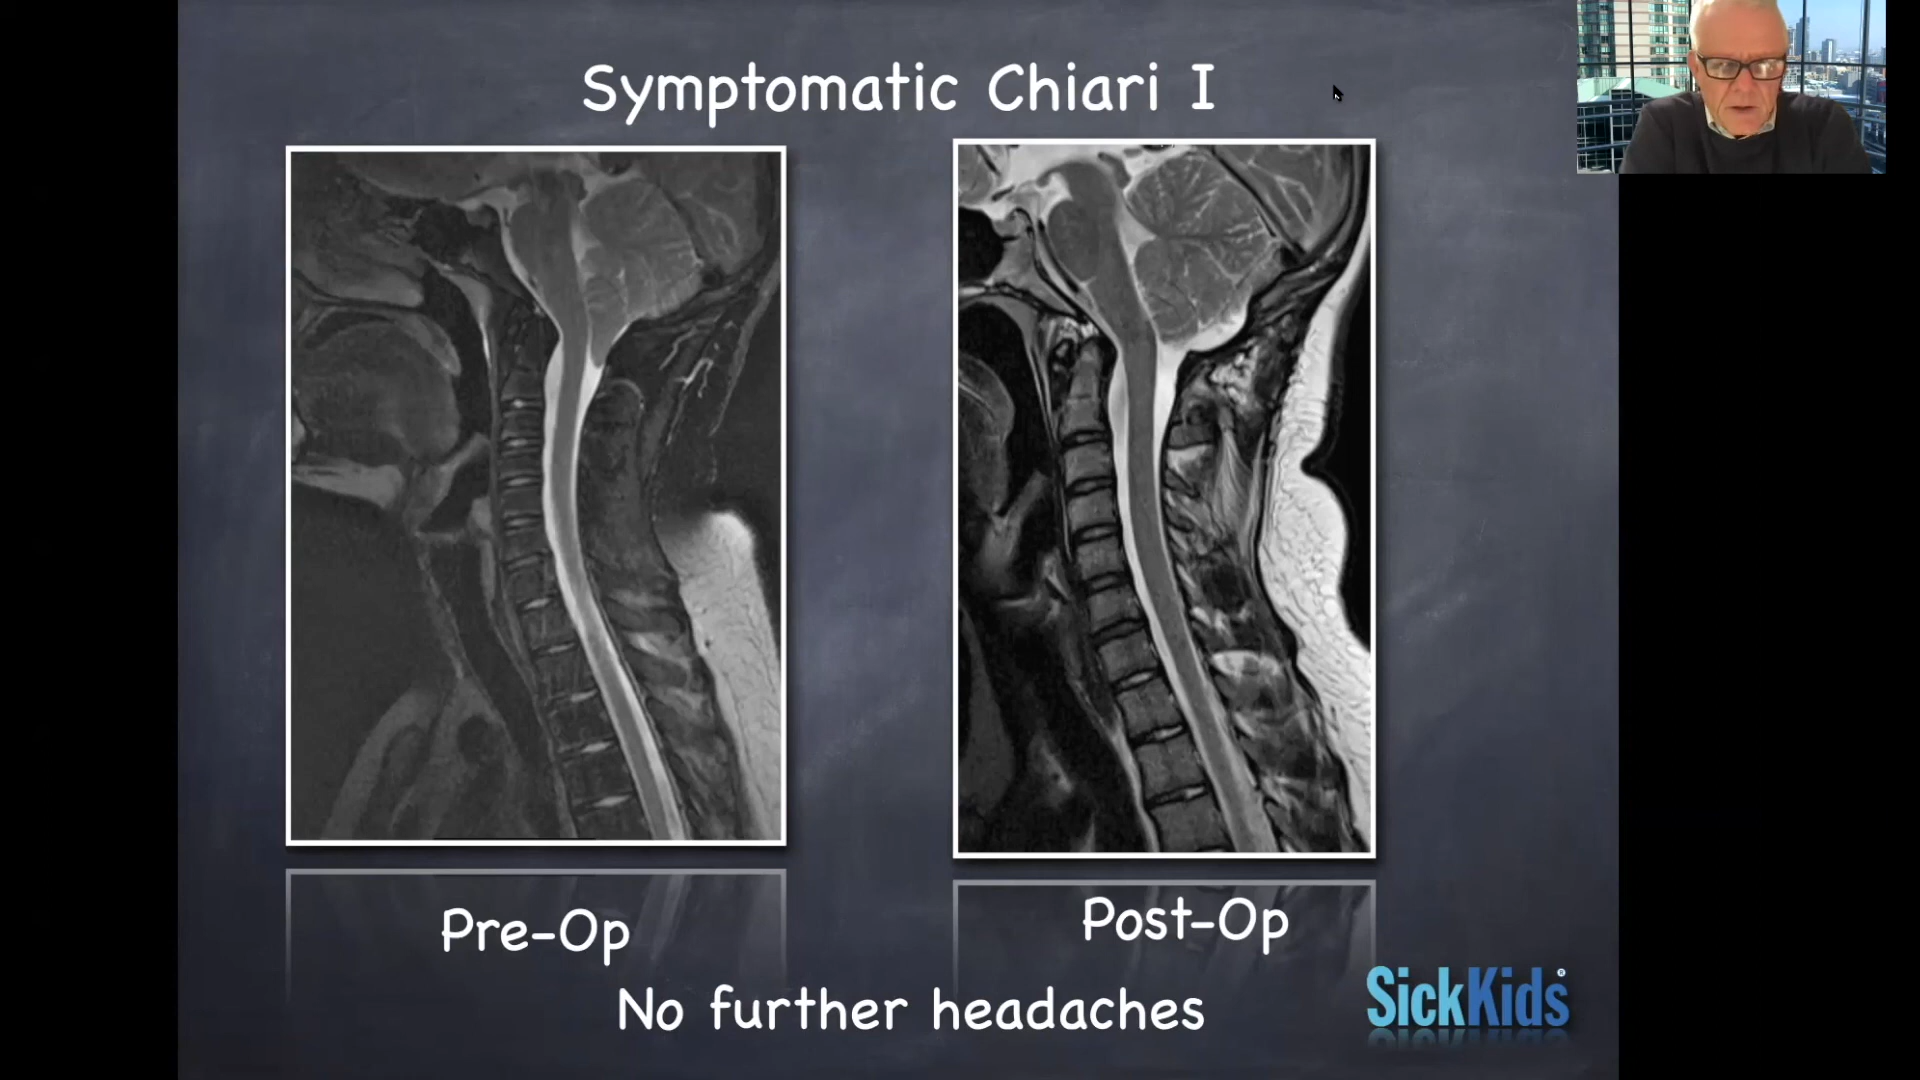 Symptomatic Chiari I
Pre-Op
Post-Op
No further headaches
SickKids®